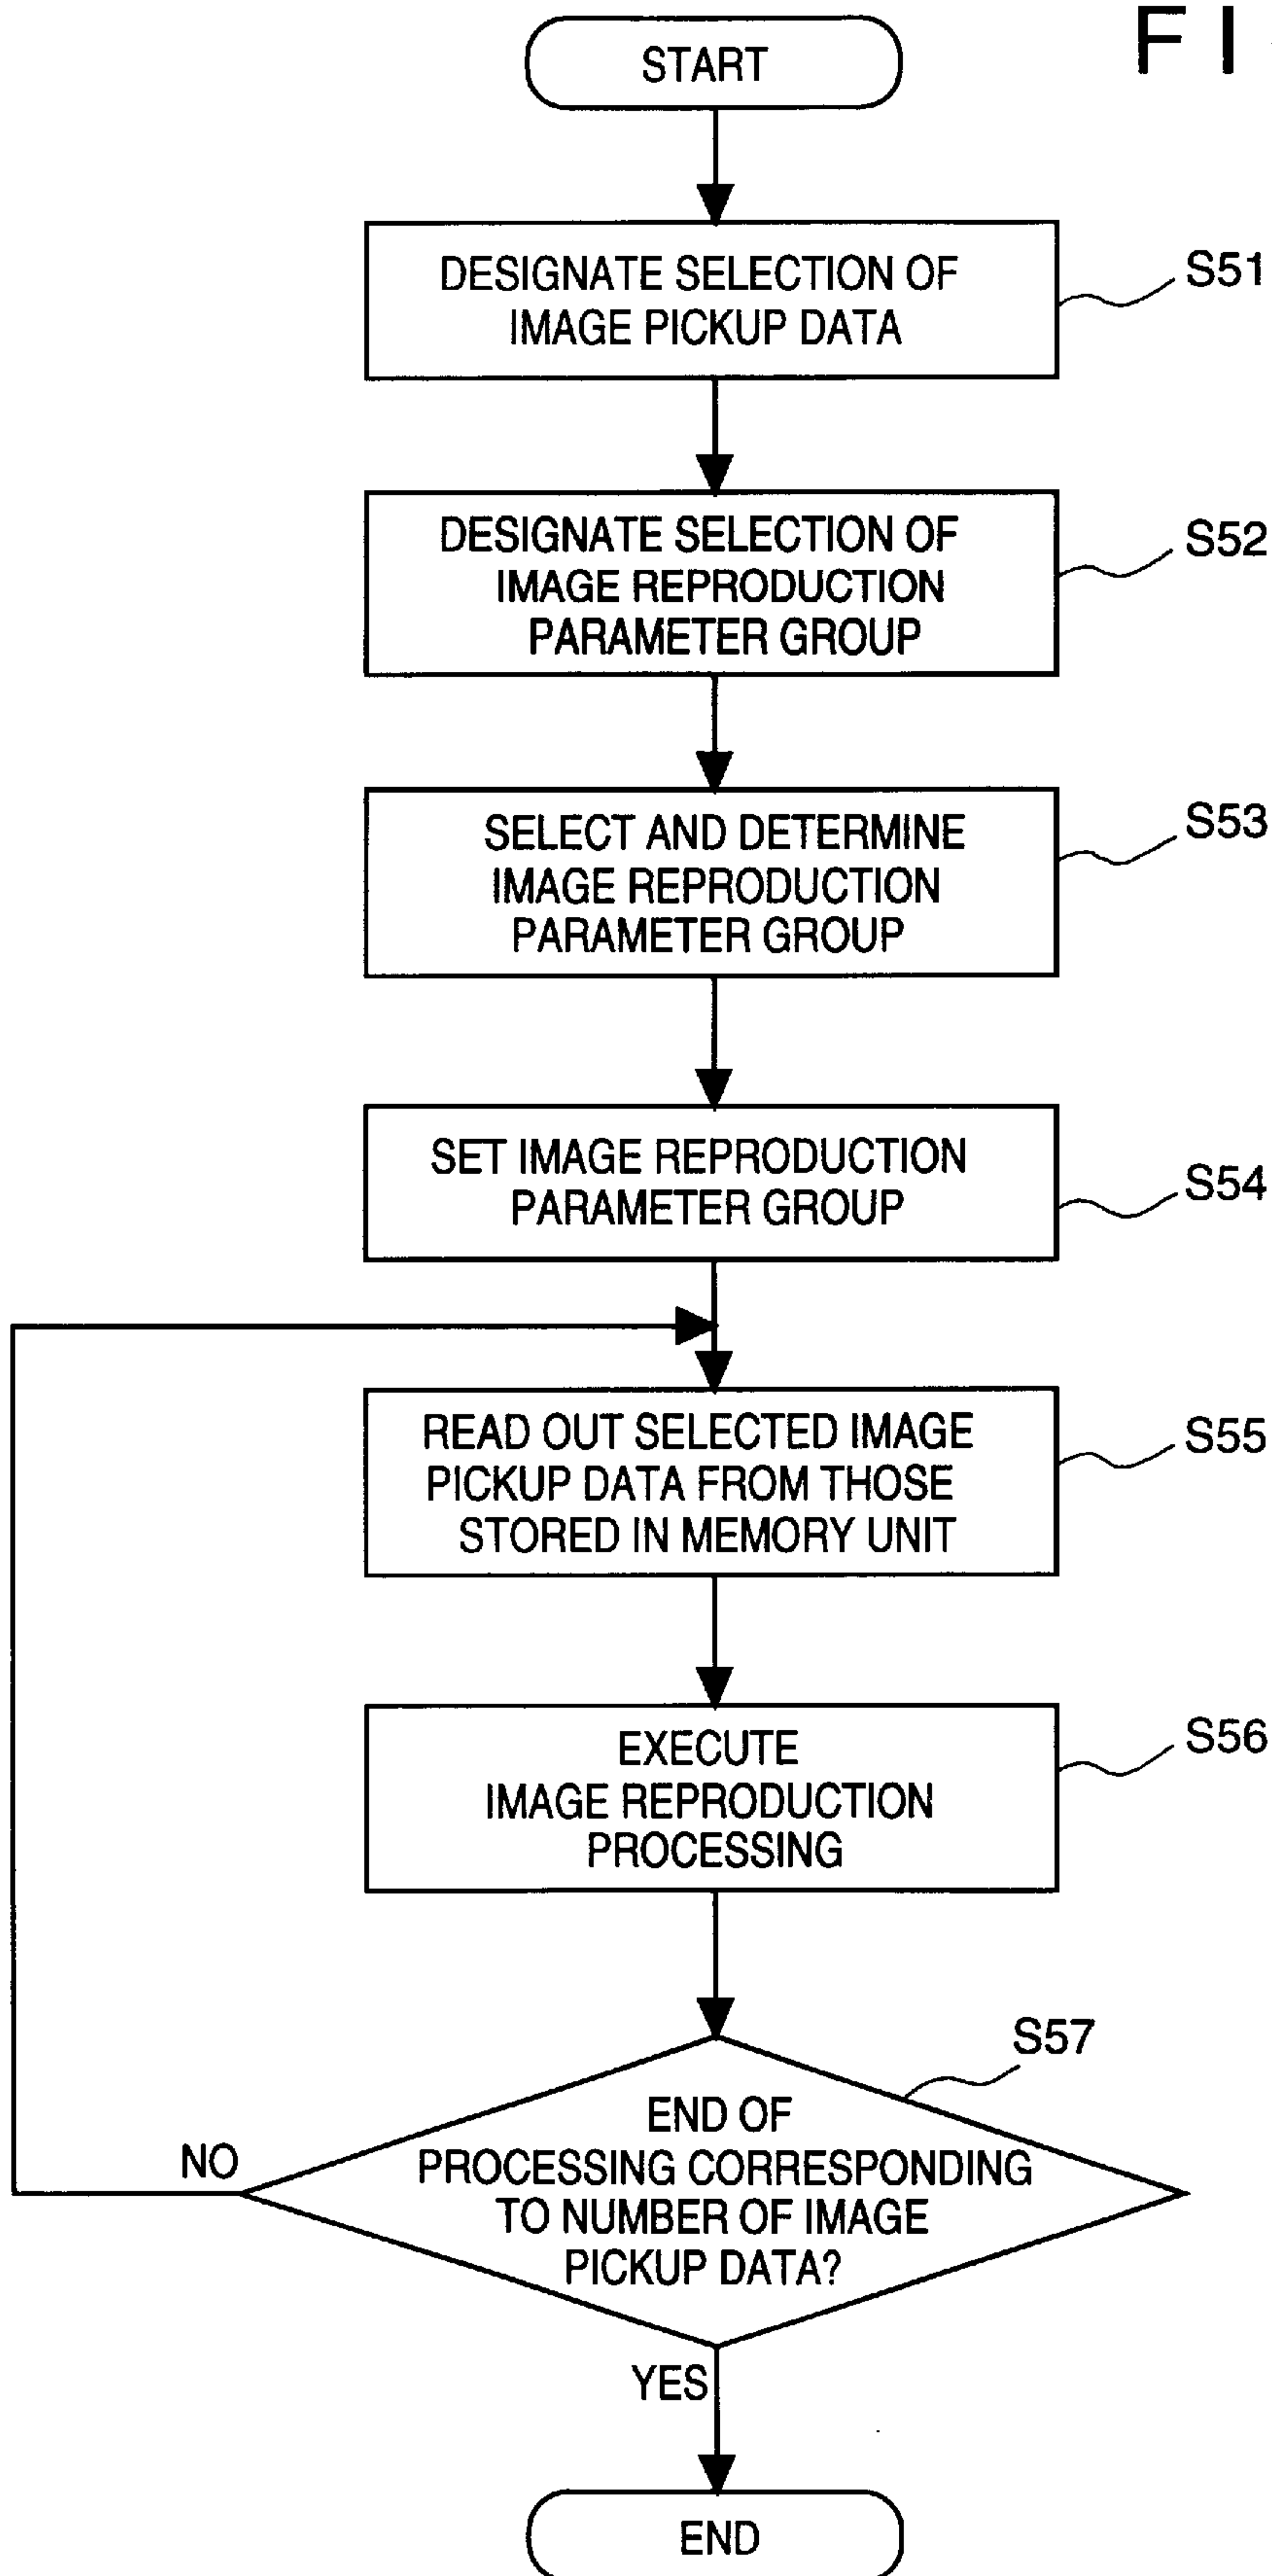 FI
START
DESIGNATE SELECTION OF
IMAGE PICKUP DATA
S51
DESIGNATE SELECTION OF
IMAGE REPRODUCTION
PARAMETER GROUP
S52
SELECT AND DETERMINE
IMAGE REPRODUCTION
PARAMETER GROUP
S53
SET IMAGE REPRODUCTION
PARAMETER GROUP
S54
READ OUT SELECTED IMAGE
PICKUP DATA FROM THOSE
STORED IN MEMORY UNIT
S55
EXECUTE
IMAGE REPRODUCTION
PROCESSING
S56
S57
END OF
PROCESSING CORRESPONDING
TO NUMBER OF IMAGE
PICKUP DATA?
NO
YES
END